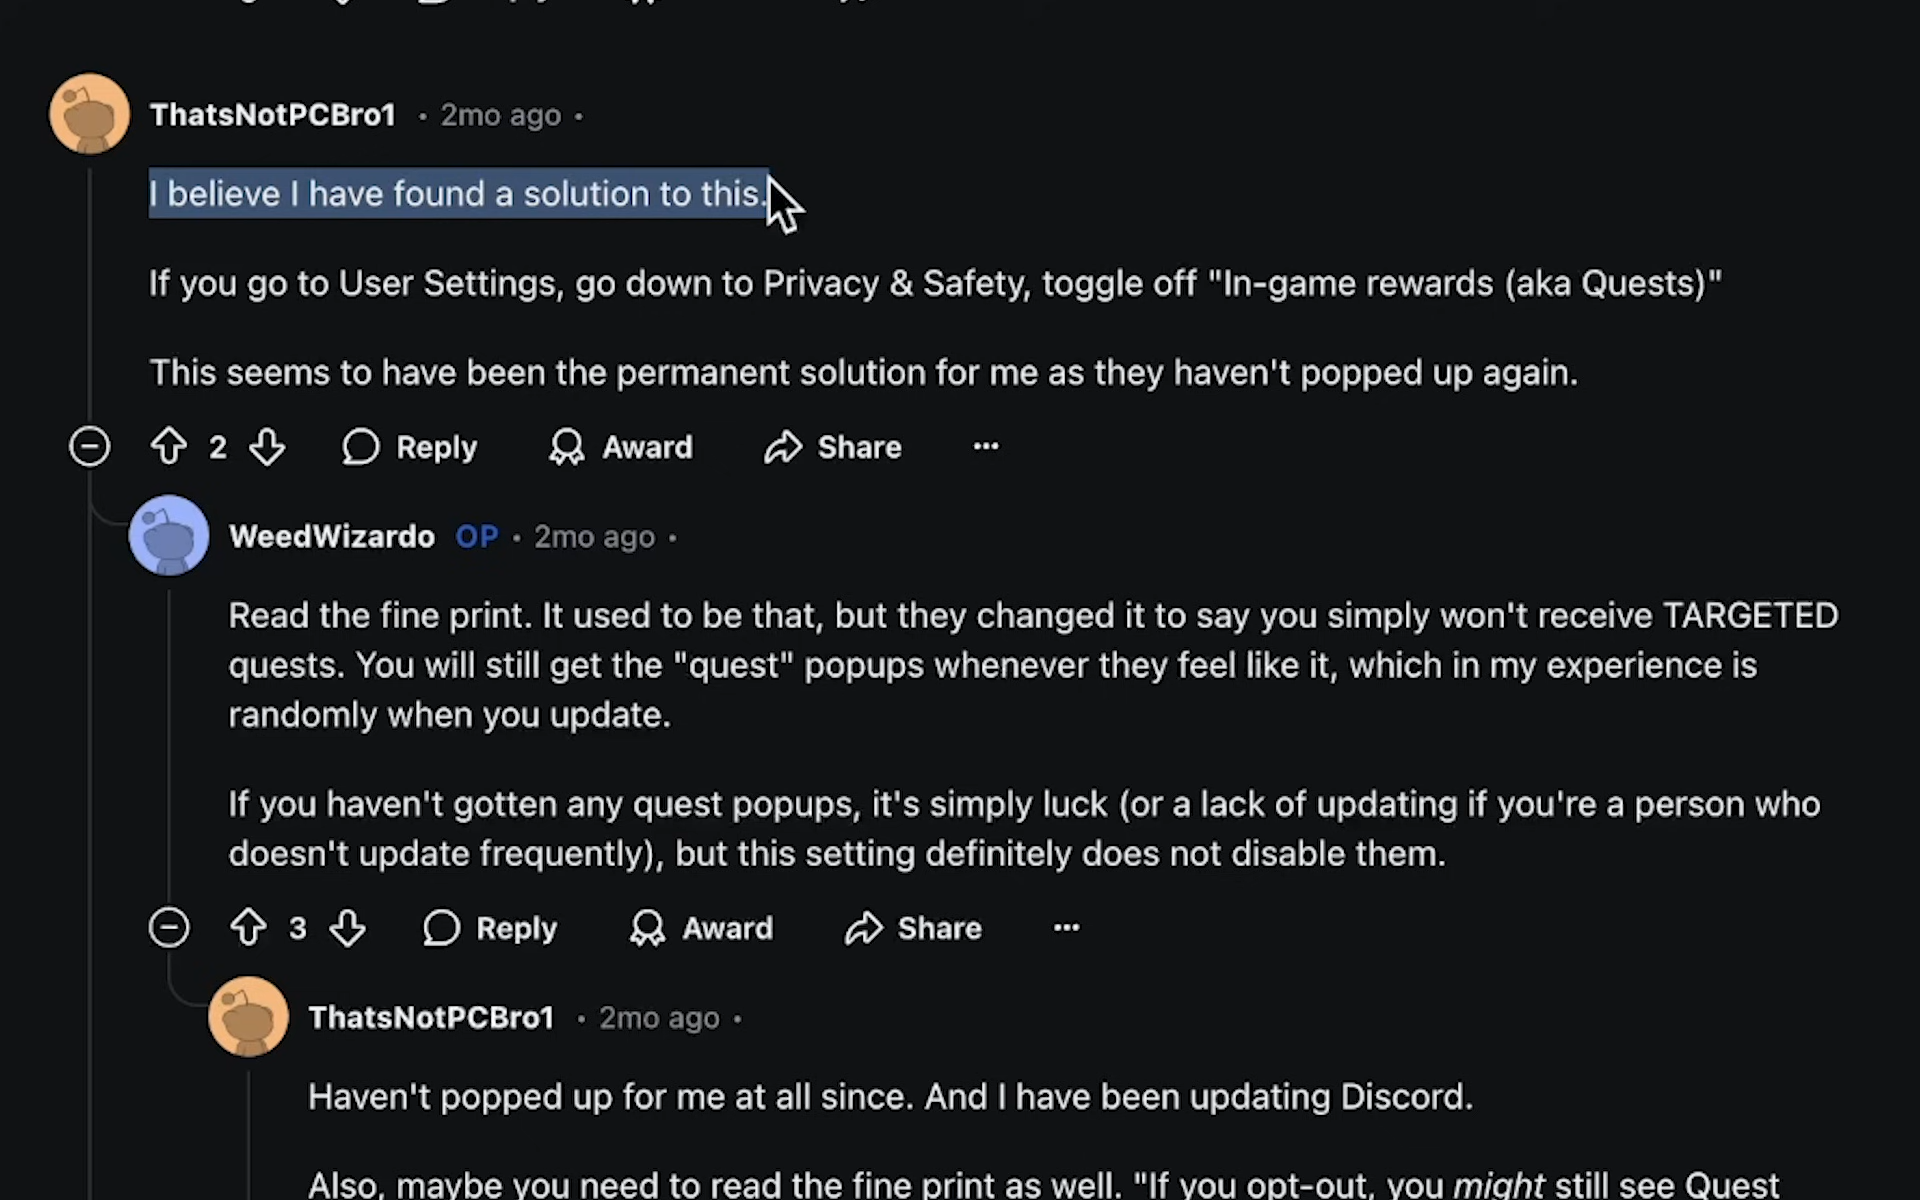 ThatsNotPCBro1 • 2mo ago •
I believe I have found a solution to this.
If you go to User Settings, go down to Privacy & Safety, toggle off "In-game rewards (aka Quests)"
This seems to have been the permanent solution for me as they haven't popped up again.
2 Reply Award Share ...
WeedWizardo OP • 2mo ago •
Read the fine print. It used to be that, but they changed it to say you simply won't receive TARGETED
quests. You will still get the "quest" popups whenever they feel like it, which in my experience is
randomly when you update.
If you haven't gotten any quest popups, it's simply luck (or a lack of updating if you're a person who
doesn't update frequently), but this setting definitely does not disable them.
3 Reply Award Share ...
ThatsNotPCBro1 • 2mo ago •
Haven't popped up for me at all since. And I have been updating Discord.
Also, maybe you need to read the fine print as well. "If you opt-out, you might still see Quest